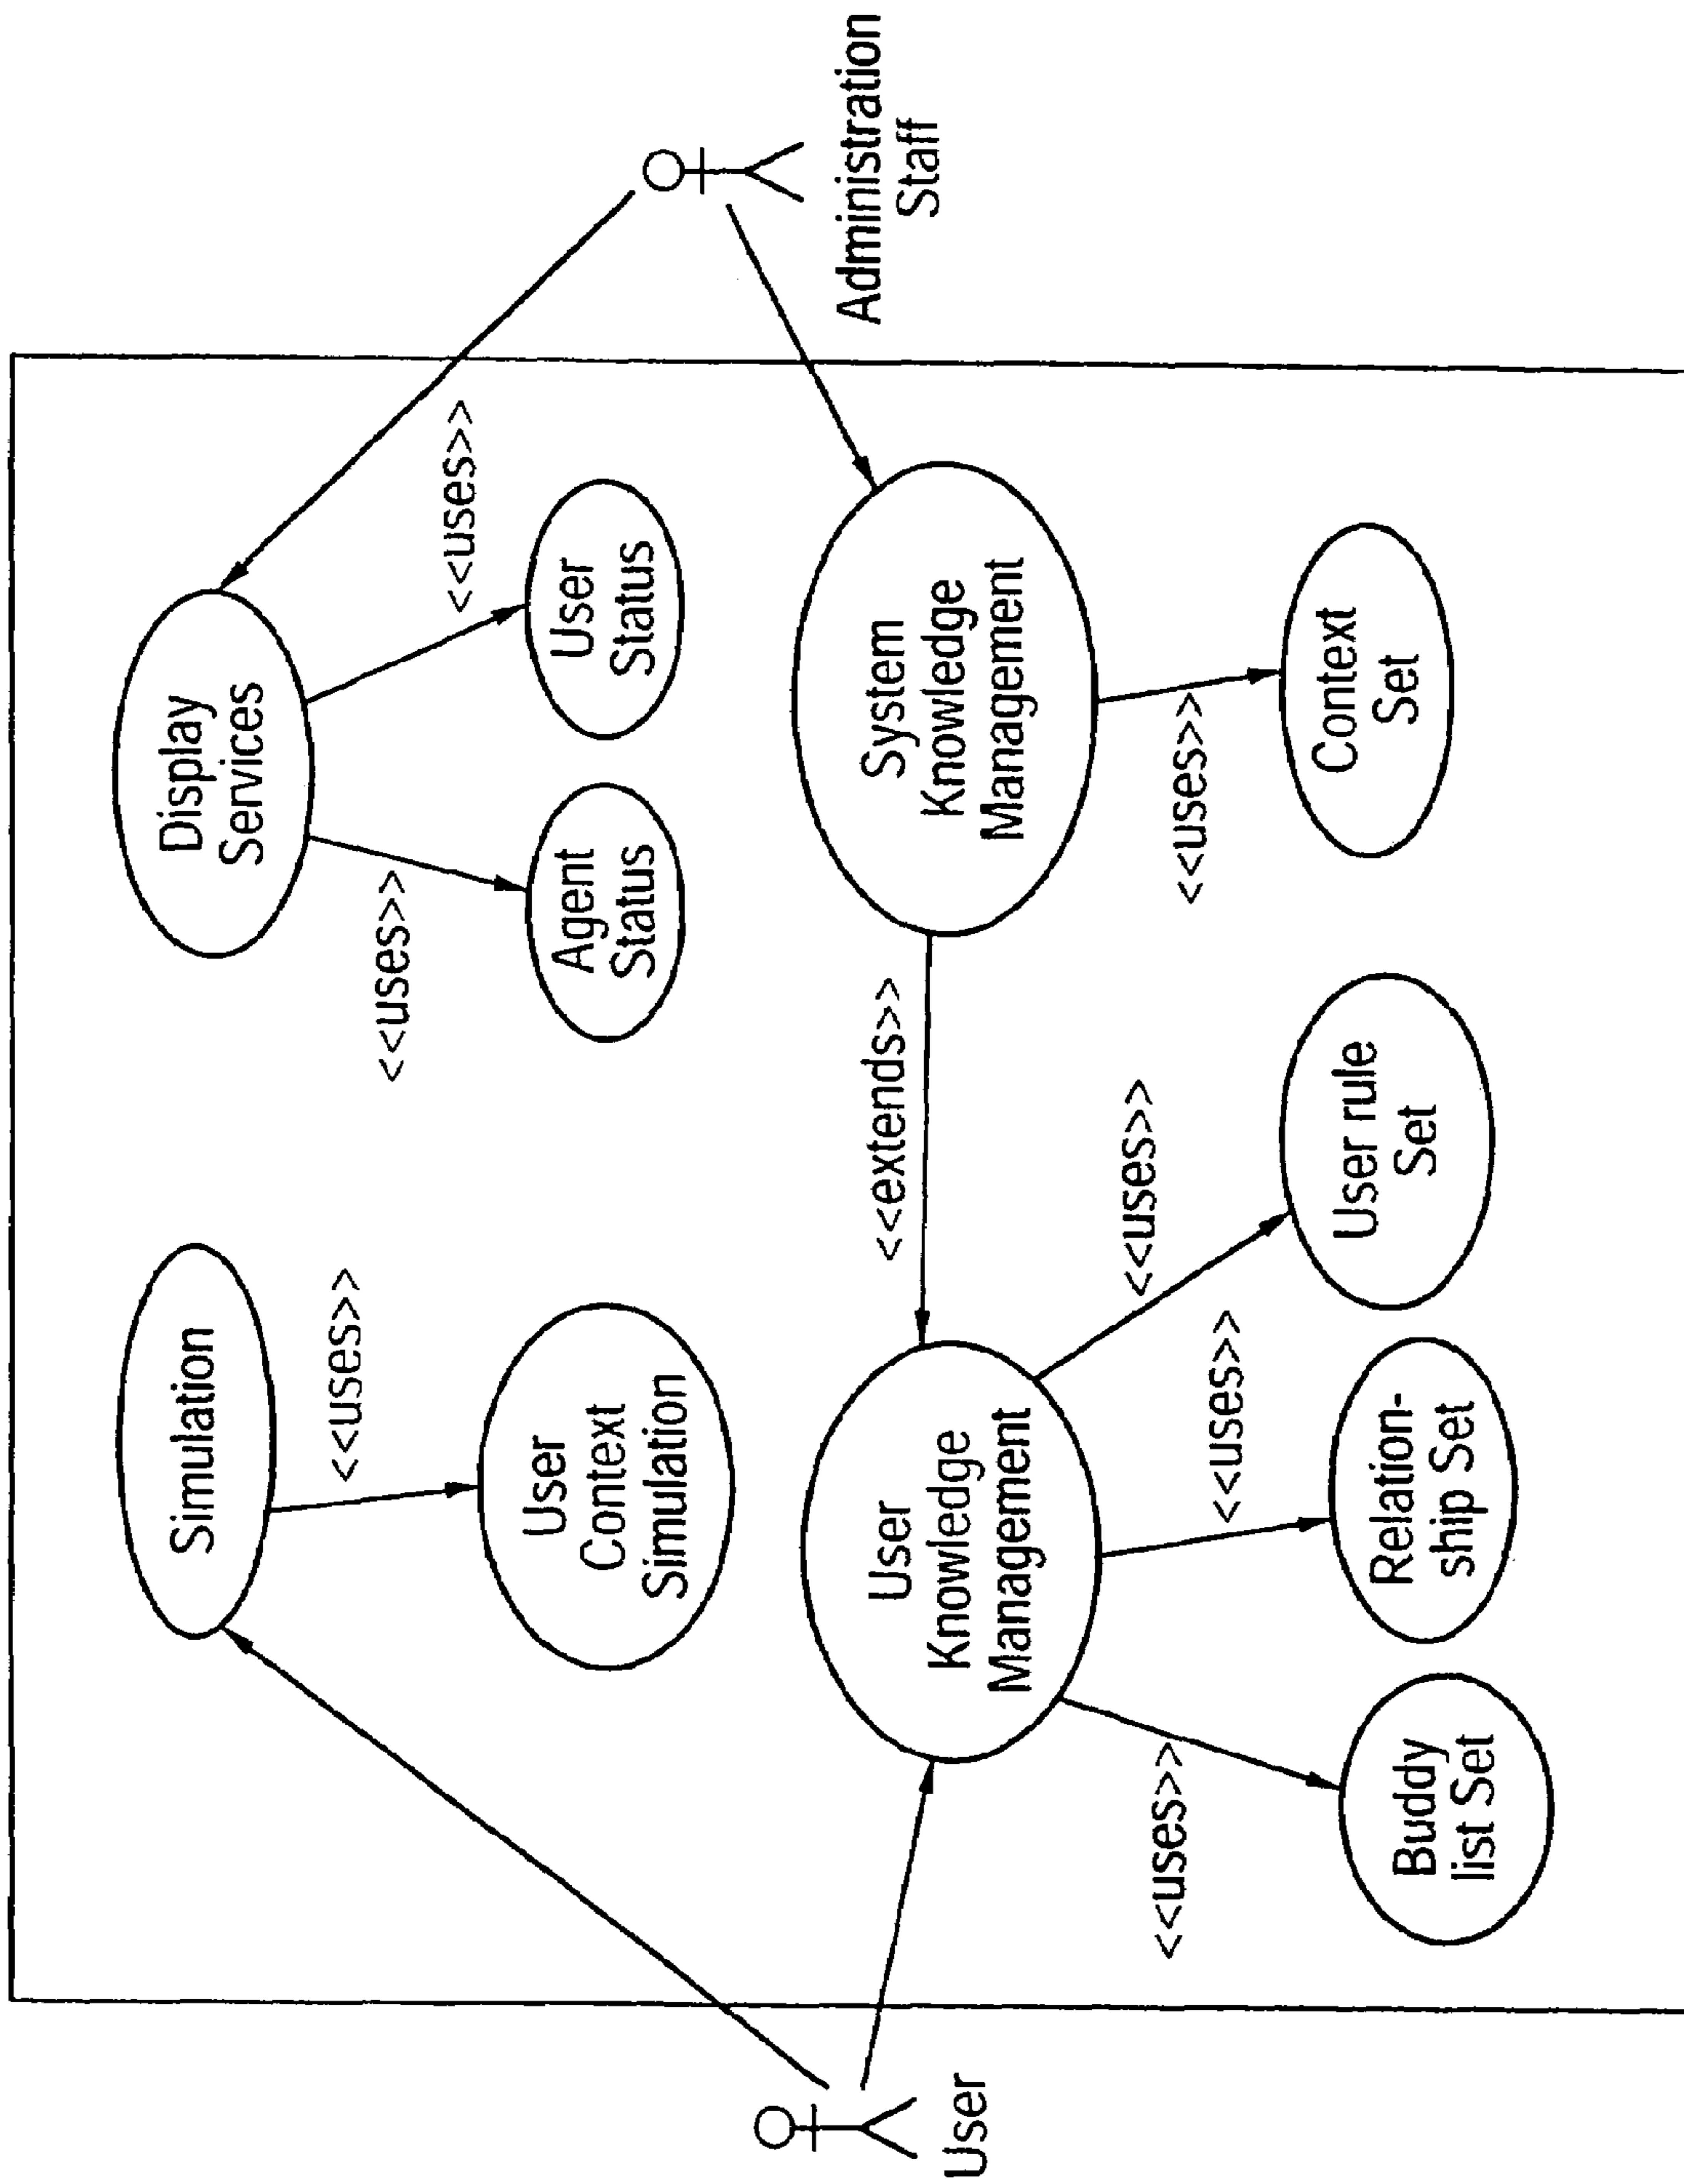 Simulation
<<uses>>
User
Context
Simulation
Display
Services
<<uses>>
<<uses>>
Agent
Status
User
Status
User
Administration
Staff
User
Knowledge
Management
<<extends>>
System
Knowledge
Management
<<uses>>
<<uses>>
<<uses>>
<<uses>>
Buddy
list Set
Relation-
ship Set
User rule
Set
Context
Set